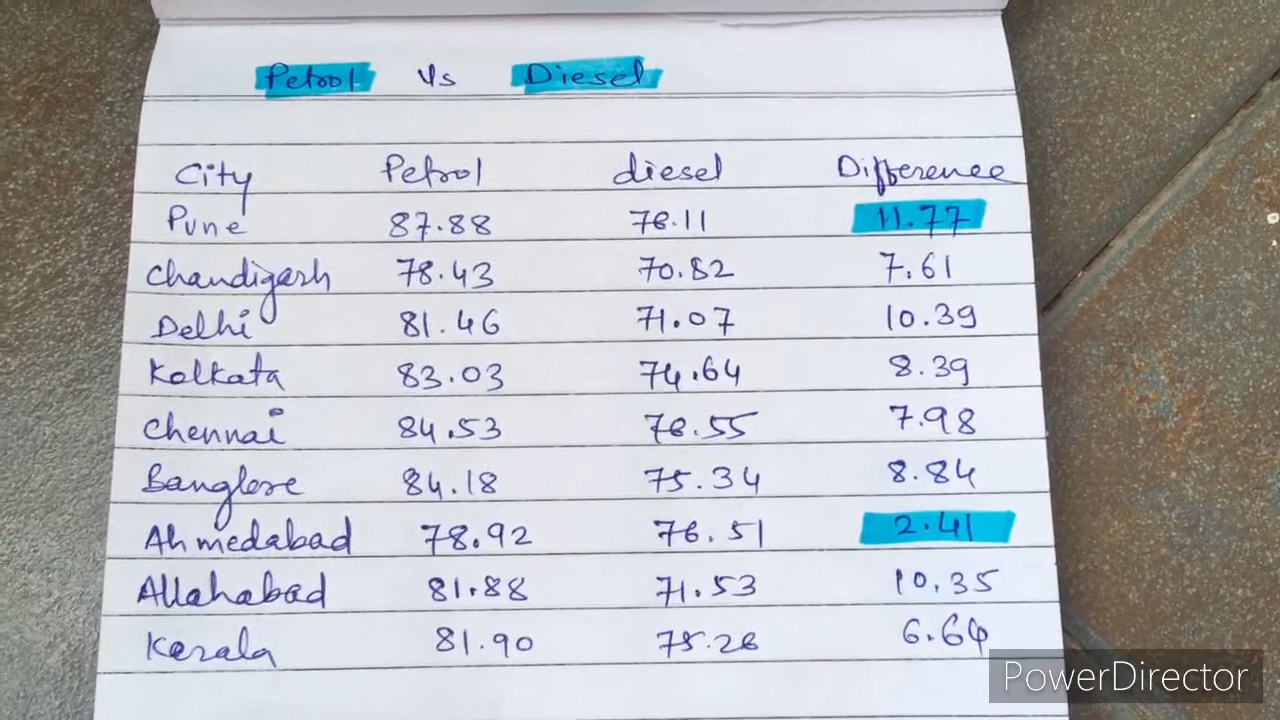 Petrol Vs Diesel
City Petrol diesel Difference
Pune 87.88 76.11 11.77
Chandigarh 78.43 70.82 7.61
Delhi 81.46 71.07 10.39
Kolkata 83.03 74.64 8.39
Chennai 84.53 76.55 7.98
Banglore 84.18 75.34 8.84
Ahmedabad 78.92 76.51 2.41
Allahabad 81.88 71.53 10.35
Kerala 81.90 75.26 6.64
PowerDirector